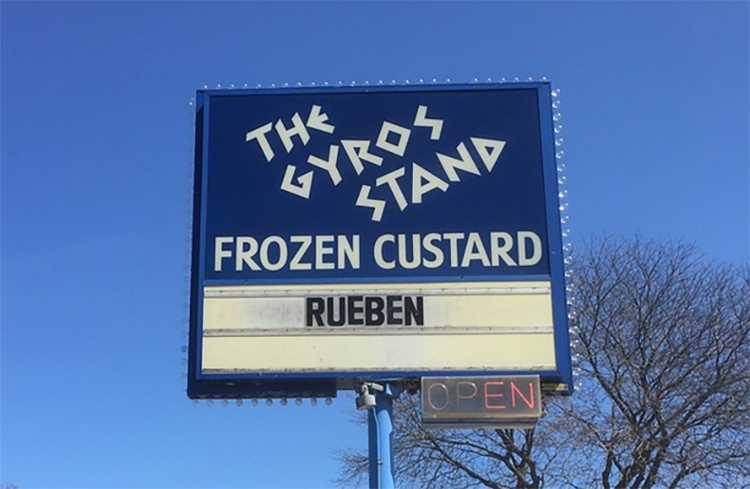 THE
GYROS
STAND
FROZEN CUSTARD
RUEBEN
OPEN